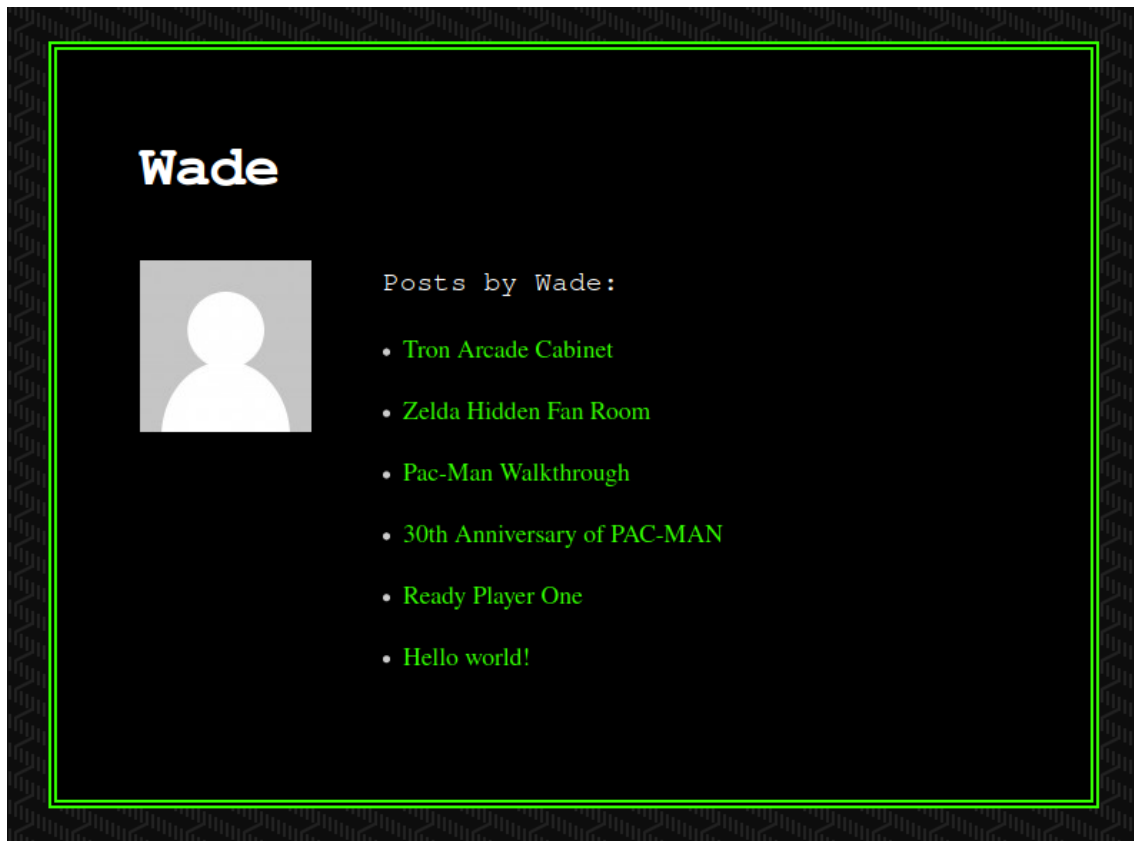 Wade
Posts by Wade:
Tron Arcade Cabinet
Zelda Hidden Fan Room
Pac-Man Walkthrough
30th Anniversary of PAC-MAN
Ready Player One
Hello world!